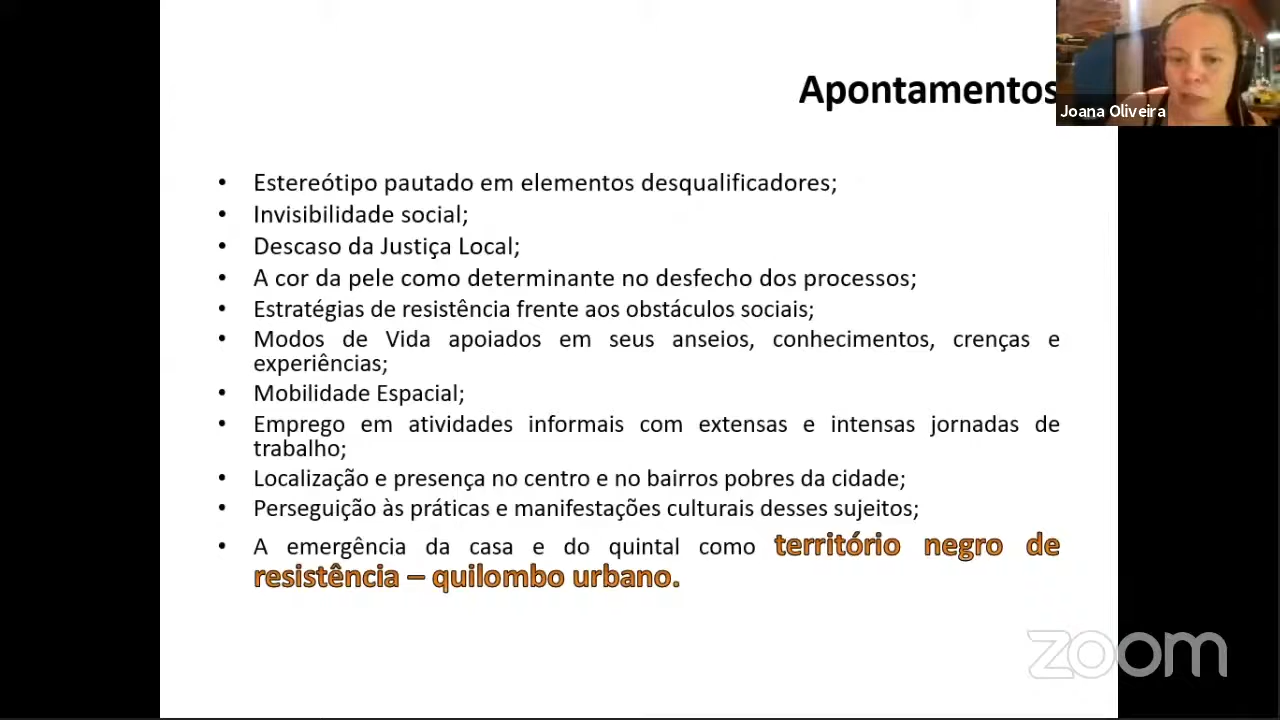 Apontamentos
Joana Oliveira
• Estereótipo pautado em elementos desqualificadores;
• Invisibilidade social;
• Descaso da Justiça Local;
• A cor da pele como determinante no desfecho dos processos;
• Estratégias de resistência frente aos obstáculos sociais;
• Modos de Vida apoiados em seus anseios, conhecimentos, crenças e
experiências;
• Mobilidade Espacial;
• Emprego em atividades informais com extensas e intensas jornadas de
trabalho;
• Localização e presença no centro e no bairros pobres da cidade;
• Perseguição às práticas e manifestações culturais desses sujeitos;
• A emergência da casa e do quintal como território negro de
resistência – quilombo urbano.
zoom